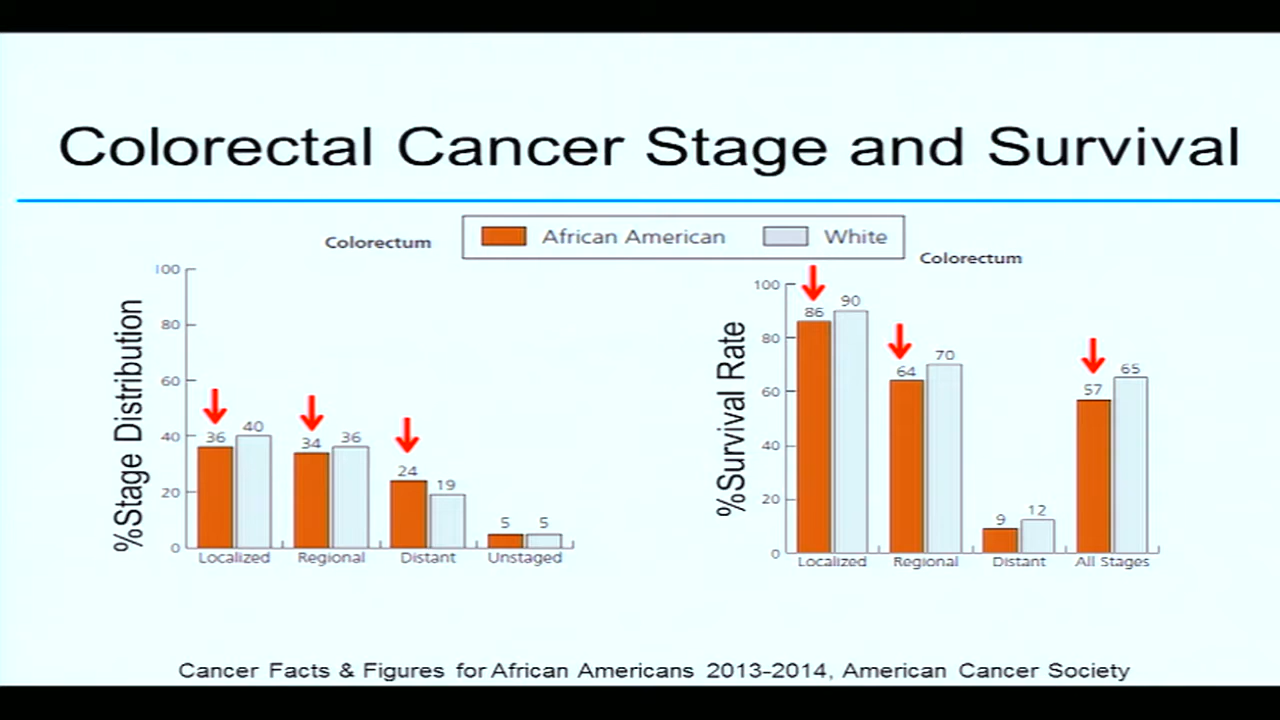 Colorectal Cancer Stage and Survival
African American White
Colorectum
%Stage Distribution
100
80
60
40
20
0
36 40 34 36 24 19 5 5
Localized Regional Distant Unstaged
Colorectum
%Survival Rate
100
80
60
40
20
0
86 90 64 70 9 12 57 65
Localized Regional Distant All Stages
Cancer Facts & Figures for African Americans 2013-2014, American Cancer Society